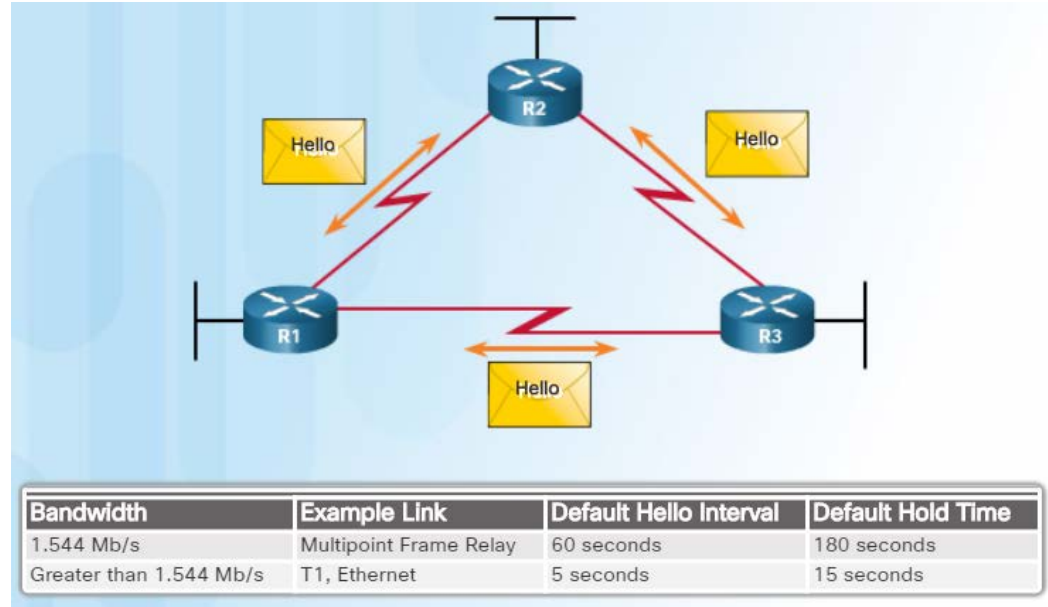 R2
Hello
Hello
R1
R3
Hello
Bandwidth Example Link Default Hello Interval Default Hold Time
1.544 Mb/s Multipoint Frame Relay 60 seconds 180 seconds
Greater than 1.544 Mb/s T1, Ethernet 5 seconds 15 seconds